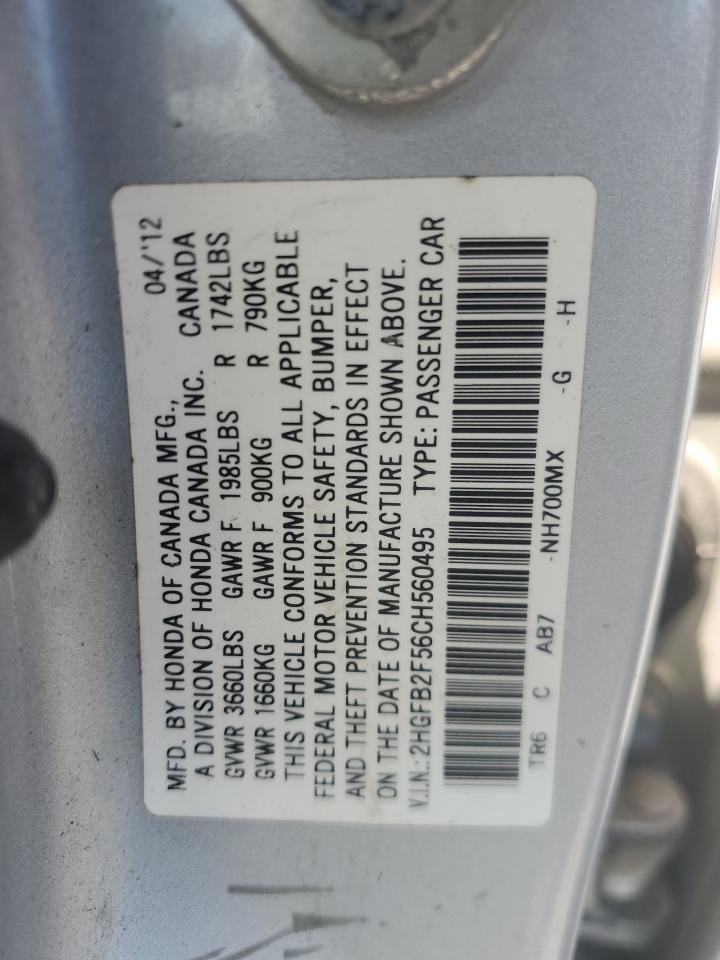 MFD. BY HONDA OF CANADA MFG., 04/'12
A DIVISION OF HONDA CANADA INC. CANADA
GVWR 3660LBS GAWR F 1985LBS R 1742LBS
GVWR 1660KG GAWR F 900KG R 790KG
THIS VEHICLE CONFORMS TO ALL APPLICABLE
FEDERAL MOTOR VEHICLE SAFETY, BUMPER,
AND THEFT PREVENTION STANDARDS IN EFFECT
ON THE DATE OF MANUFACTURE SHOWN ABOVE.
V.I.N.: 2HGFB2F56CH560495 TYPE: PASSENGER CAR
TR6 C AB7 -NH700MX -G -H